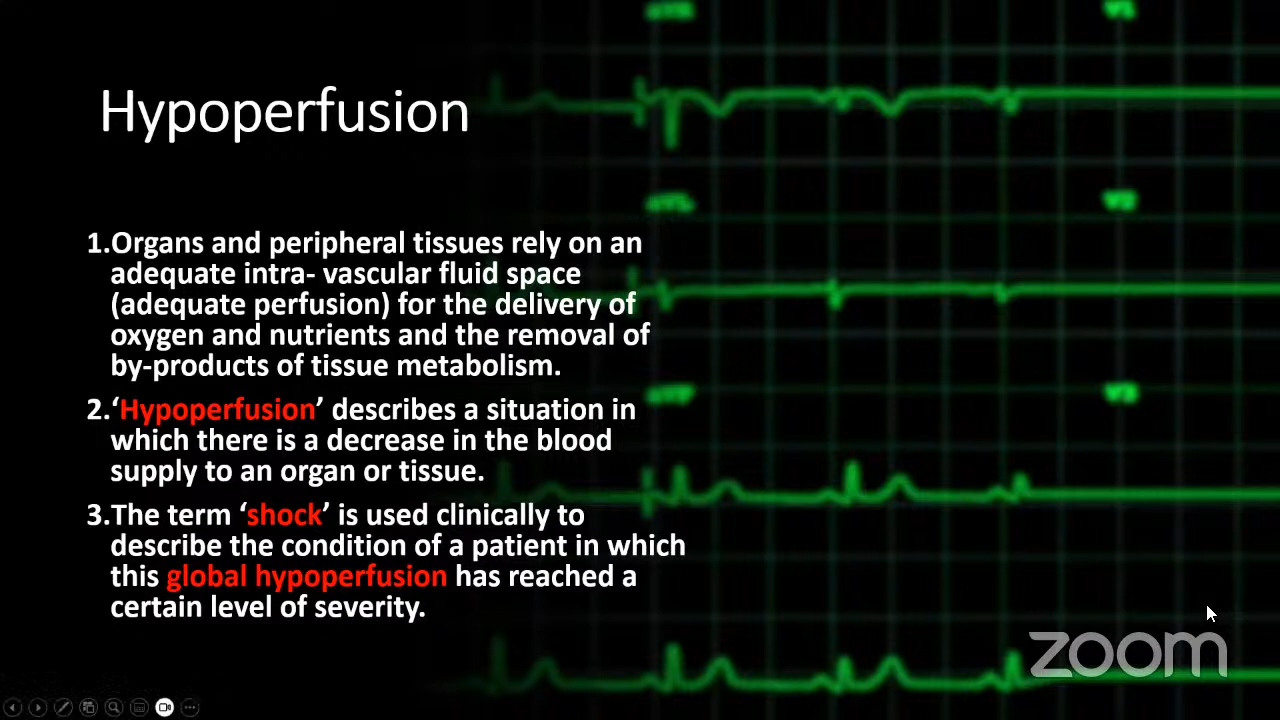 Hypoperfusion
1.Organs and peripheral tissues rely on an
adequate intra- vascular fluid space
(adequate perfusion) for the delivery of
oxygen and nutrients and the removal of
by-products of tissue metabolism.
2.‘Hypoperfusion’ describes a situation in
which there is a decrease in the blood
supply to an organ or tissue.
3.The term ‘shock’ is used clinically to
describe the condition of a patient in which
this global hypoperfusion has reached a
certain level of severity.
zoom